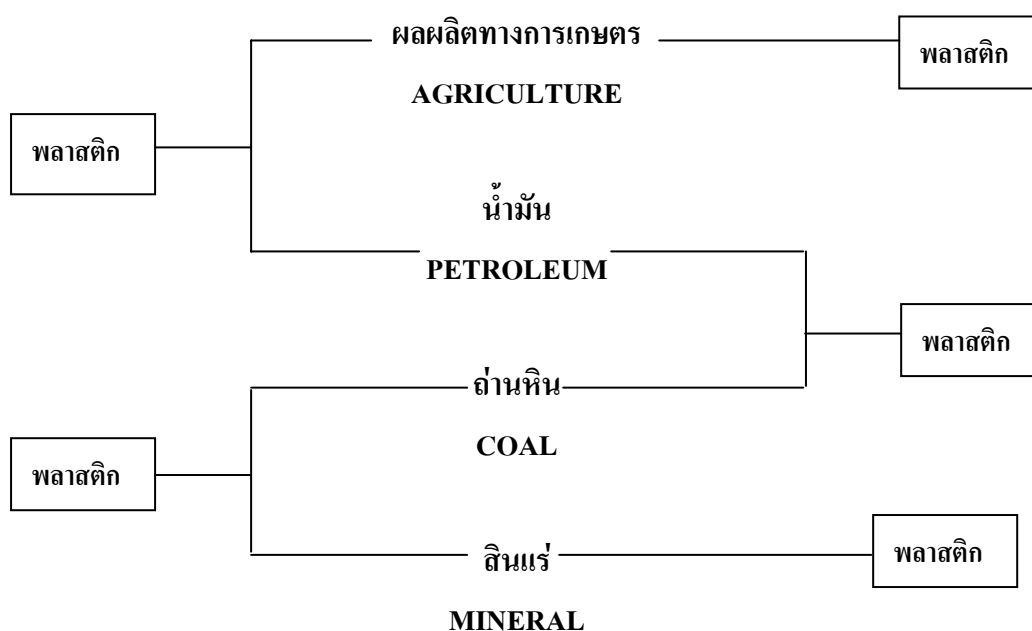 ผลผลิตทางการเกษตร
พลาสติก
AGRICULTURE
พลาสติก
น้ำมัน
PETROLEUM
พลาสติก
ถ่านหิน
COAL
พลาสติก
สินแร่
พลาสติก
MINERAL